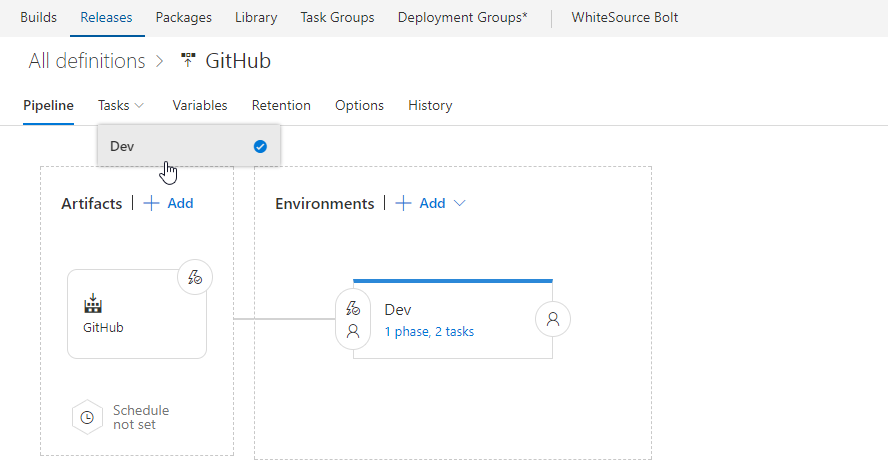 Builds Releases Packages Library Task Groups Deployment Groups* WhiteSource Bolt
All definitions > GitHub
Pipeline Tasks Variables Retention Options History
Dev
Artifacts | + Add
Environments | + Add
GitHub
Dev
1 phase, 2 tasks
Schedule
not set